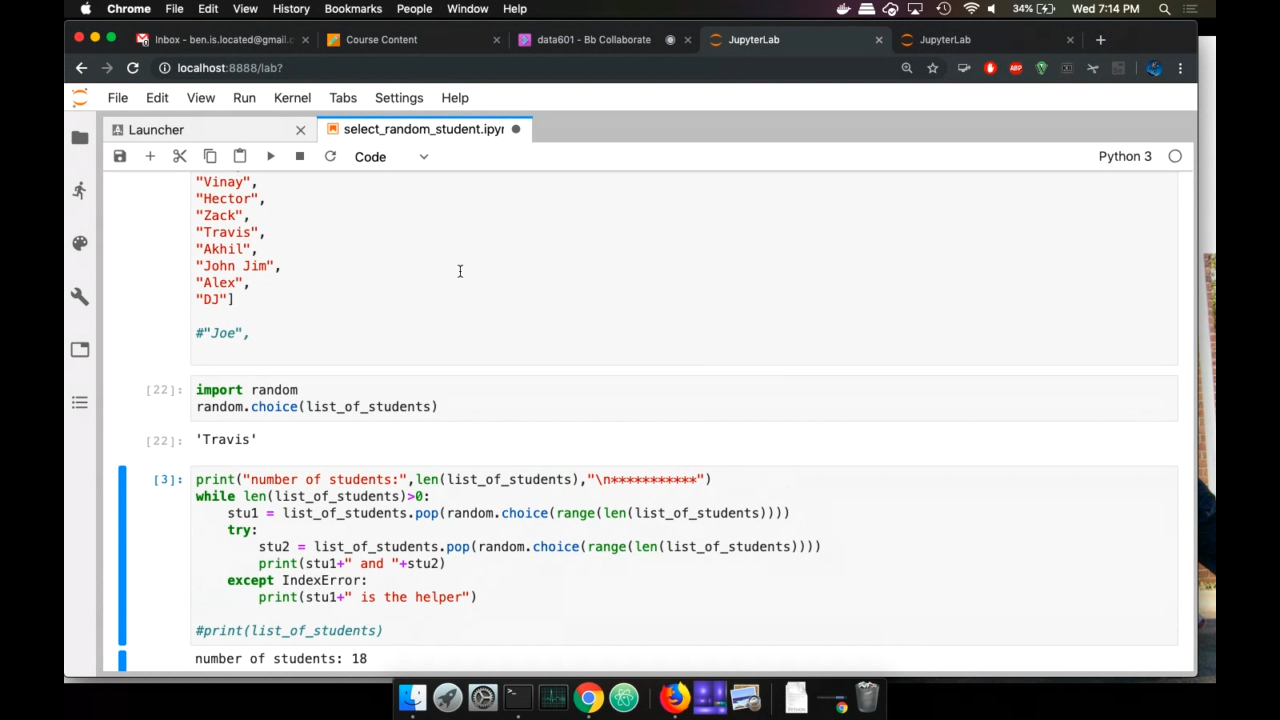 Chrome File Edit View History Bookmarks People Window Help 34% Wed 7:14 PM
Inbox - ben.is.located@gmail.c Course Content data601 - Bb Collaborate JupyterLab JupyterLab
localhost:8888/lab? ABP
File Edit View Run Kernel Tabs Settings Help
Launcher select_random_student.ipyn
Code Python 3
"Vinay",
"Hector",
"Zack",
"Travis",
"Akhil",
"John Jim",
"Alex",
"DJ"]
#"Joe",
[22]: import random
random.choice(list_of_students)
[22]: 'Travis'
[3]: print("number of students:",len(list_of_students),"\n***********")
while len(list_of_students)>0:
stu1 = list_of_students.pop(random.choice(range(len(list_of_students))))
try:
stu2 = list_of_students.pop(random.choice(range(len(list_of_students))))
print(stu1+" and "+stu2)
except IndexError:
print(stu1+" is the helper")
#print(list_of_students)
number of students: 18